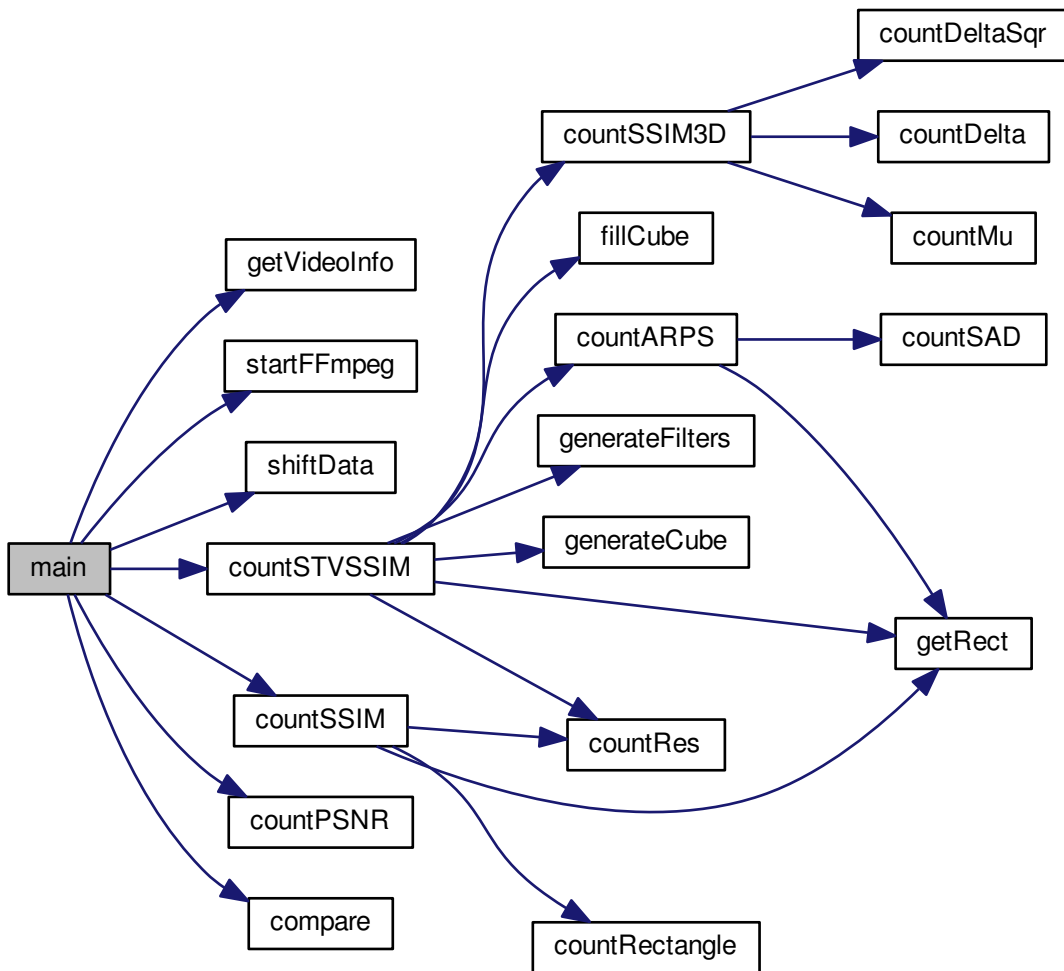 countDeltaSqr
countSSIM3D
countDelta
countMu
getVideoInfo
fillCube
startFFmpeg
countARPS
countSAD
shiftData
generateFilters
main
countSTVSSIM
generateCube
getRect
countSSIM
countRes
countPSNR
compare
countRectangle